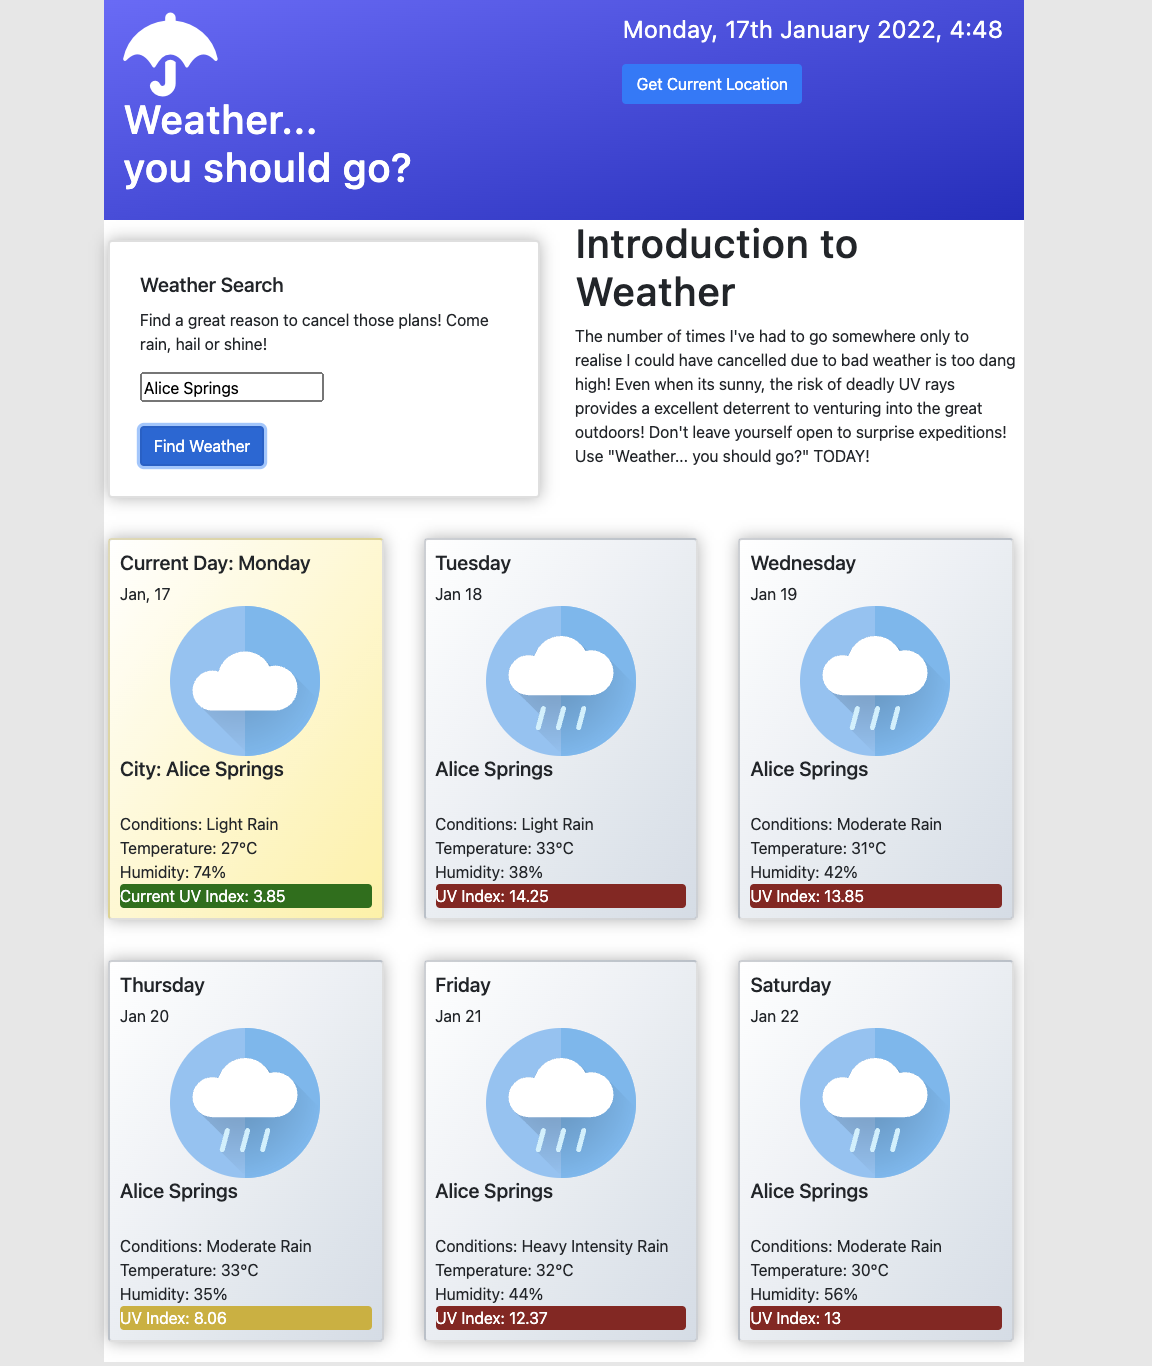 Weather...
you should go?
Monday, 17th January 2022, 4:48
Get Current Location
Weather Search
Find a great reason to cancel those plans! Come
rain, hail or shine!
Alice Springs
Find Weather
Introduction to
Weather
The number of times I've had to go somewhere only to
realise I could have cancelled due to bad weather is too dang
high! Even when its sunny, the risk of deadly UV rays
provides a excellent deterrent to venturing into the great
outdoors! Don't leave yourself open to surprise expeditions!
Use "Weather... you should go?" TODAY!
Current Day: Monday
Jan, 17
City: Alice Springs
Conditions: Light Rain
Temperature: 27°C
Humidity: 74%
Current UV Index: 3.85
Tuesday
Jan 18
Alice Springs
Conditions: Light Rain
Temperature: 33°C
Humidity: 38%
UV Index: 14.25
Wednesday
Jan 19
Alice Springs
Conditions: Moderate Rain
Temperature: 31°C
Humidity: 42%
UV Index: 13.85
Thursday
Jan 20
Alice Springs
Conditions: Moderate Rain
Temperature: 33°C
Humidity: 35%
UV Index: 8.06
Friday
Jan 21
Alice Springs
Conditions: Heavy Intensity Rain
Temperature: 32°C
Humidity: 44%
UV Index: 12.37
Saturday
Jan 22
Alice Springs
Conditions: Moderate Rain
Temperature: 30°C
Humidity: 56%
UV Index: 13